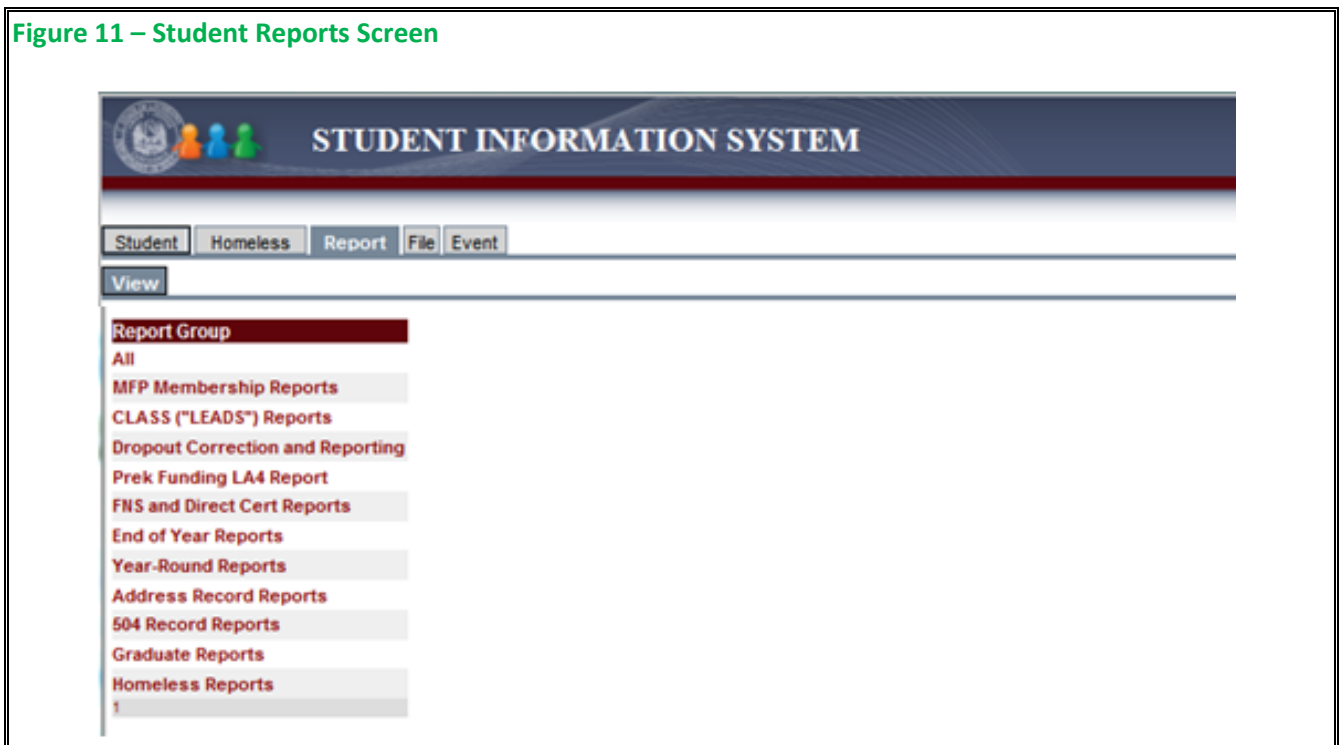 Figure 11 – Student Reports Screen
STUDENT INFORMATION SYSTEM
Student Homeless Report File Event
View
Report Group
All
MFP Membership Reports
CLASS ("LEADS") Reports
Dropout Correction and Reporting
Prek Funding LA4 Report
FNS and Direct Cert Reports
End of Year Reports
Year-Round Reports
Address Record Reports
504 Record Reports
Graduate Reports
Homeless Reports
1